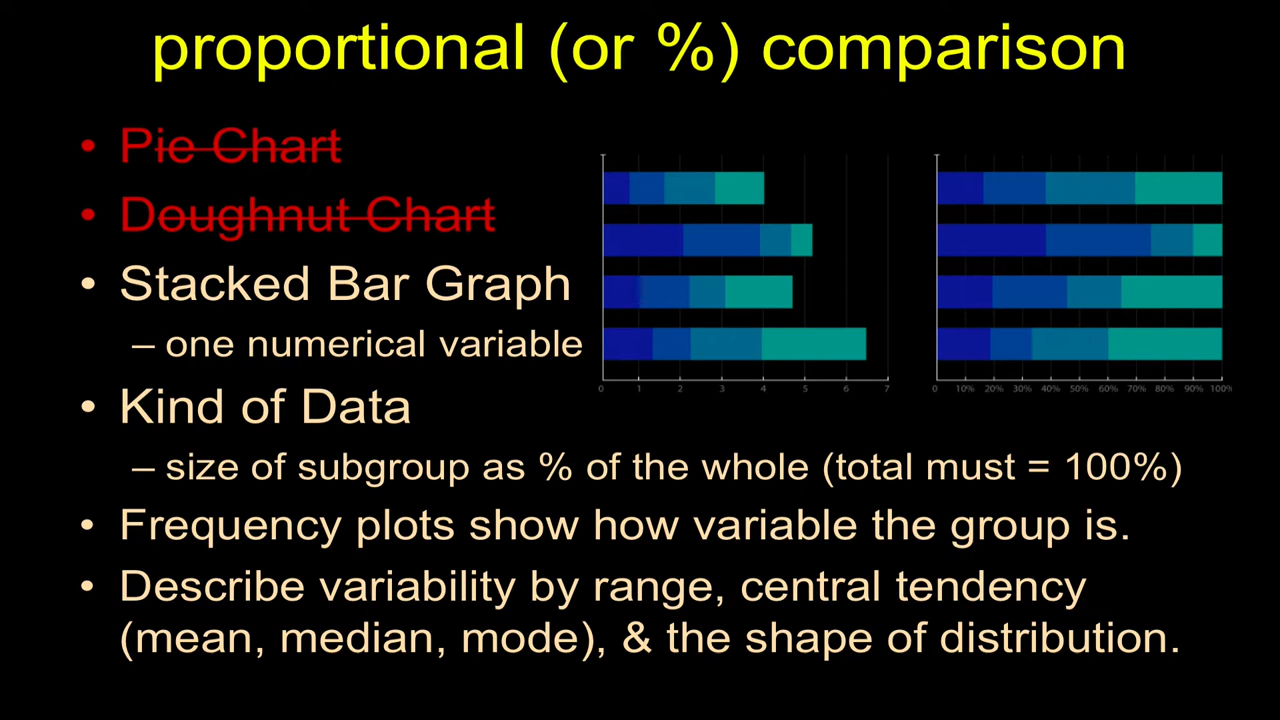 proportional (or %) comparison
• Pie Chart
• Doughnut Chart
• Stacked Bar Graph
– one numerical variable
0 1 2 3 4 5 6 7
0 10% 20% 30% 40% 50% 60% 70% 80% 90% 100%
• Kind of Data
– size of subgroup as % of the whole (total must = 100%)
• Frequency plots show how variable the group is.
• Describe variability by range, central tendency
(mean, median, mode), & the shape of distribution.